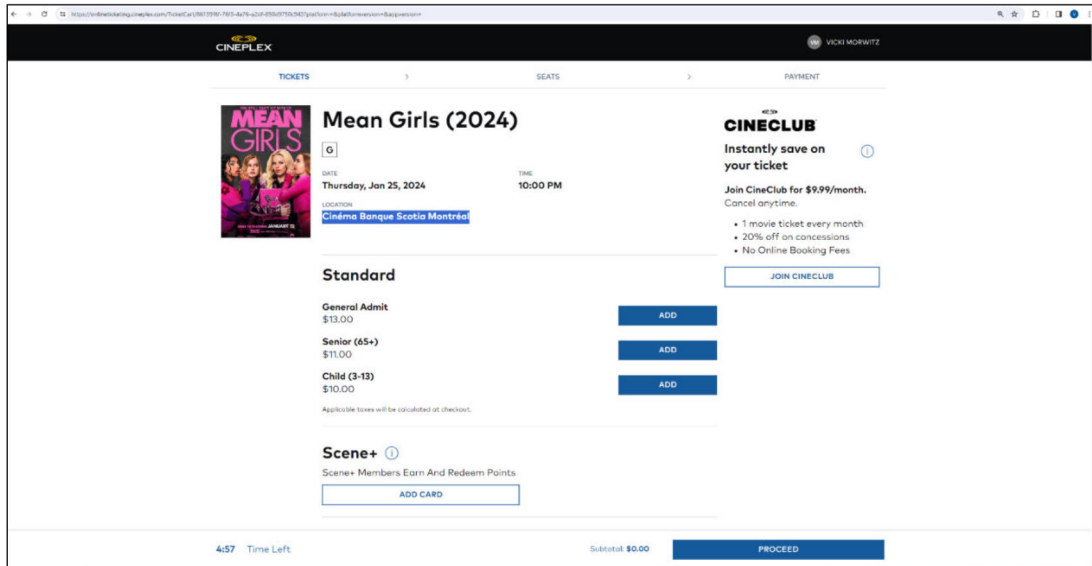 CINEPLEX
VM VICKI MORWITZ
TICKETS > SEATS > PAYMENT
MEAN
GIRLS
JANUARY 12
Mean Girls (2024)
G
DATE
Thursday, Jan 25, 2024
TIME
10:00 PM
LOCATION
Cinéma Banque Scotia Montréal
Standard
General Admit
$13.00
ADD
Senior (65+)
$11.00
ADD
Child (3-13)
$10.00
ADD
Applicable taxes will be calculated at checkout.
Scene+
Scene+ Members Earn And Redeem Points
ADD CARD
CINECLUB
Instantly save on
your ticket
Join CineClub for $9.99/month.
Cancel anytime.
• 1 movie ticket every month
• 20% off on concessions
• No Online Booking Fees
JOIN CINECLUB
4:57 Time Left
Subtotal: $0.00
PROCEED